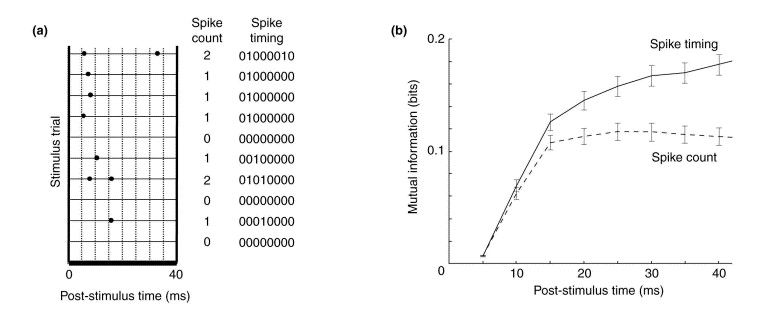 (a)
Spike count
Spike timing
2 01000010
1 01000000
1 01000000
1 01000000
0 00000000
1 00100000
2 01010000
0 00000000
1 00010000
0 00000000
Stimulus trial
0 40
Post-stimulus time (ms)
(b)
0.2
0.1
0
Mutual information (bits)
Spike timing
Spike count
10 20 30 40
Post-stimulus time (ms)